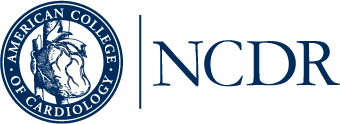 • AMERICAN COLLEGE •
OF CARDIOLOGY
NCDR